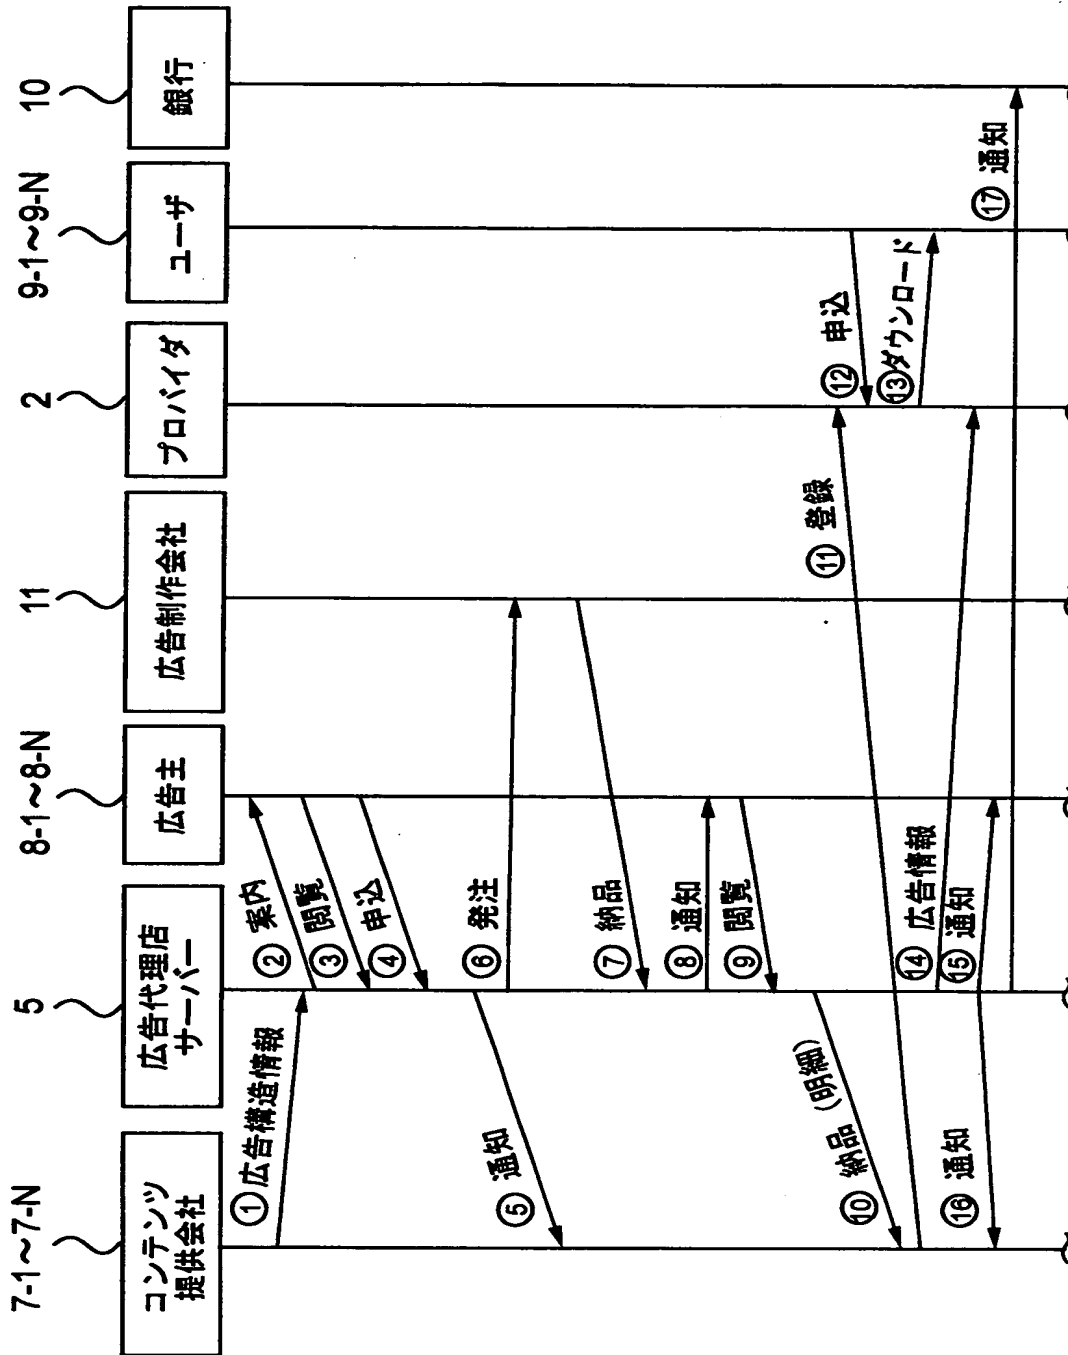 7-1～7-N
5
8-1～8-N
11
2
9-1～9-N
10
コンテンツ
提供会社
広告代理店
サーバー
広告主
広告制作会社
プロバイダ
ユーザ
銀行
①広告構造情報
②案内
③閲覧
④申込
⑤通知
⑥発注
⑦納品
⑧通知
⑨閲覧
⑩納品（明細）
⑪登録
⑫申込
⑬ダウンロード
⑭広告情報
⑮通知
⑯通知
⑰通知